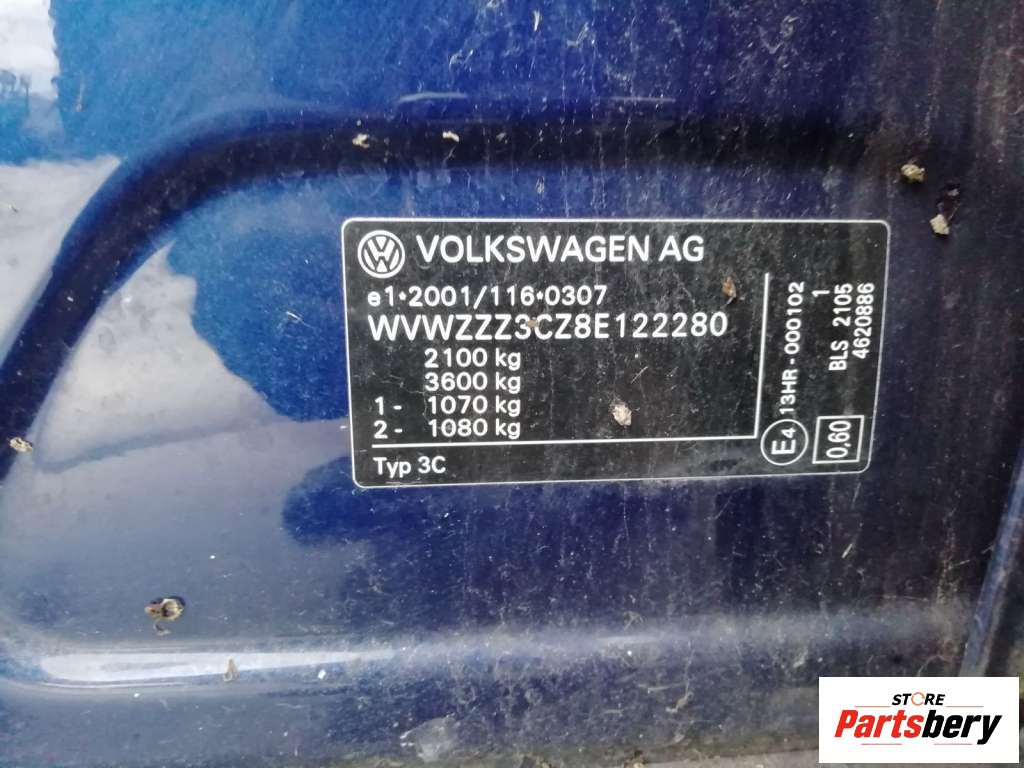 VOLKSWAGEN AG
e1*2001/116*0307
WVWZZZ3CZ8E122280
2100 kg
3600 kg
1 - 1070 kg
2 - 1080 kg
Typ 3C
E4 13HR - 000102
1
BLS 2105
4620886
0,60
STORE
Partsbery